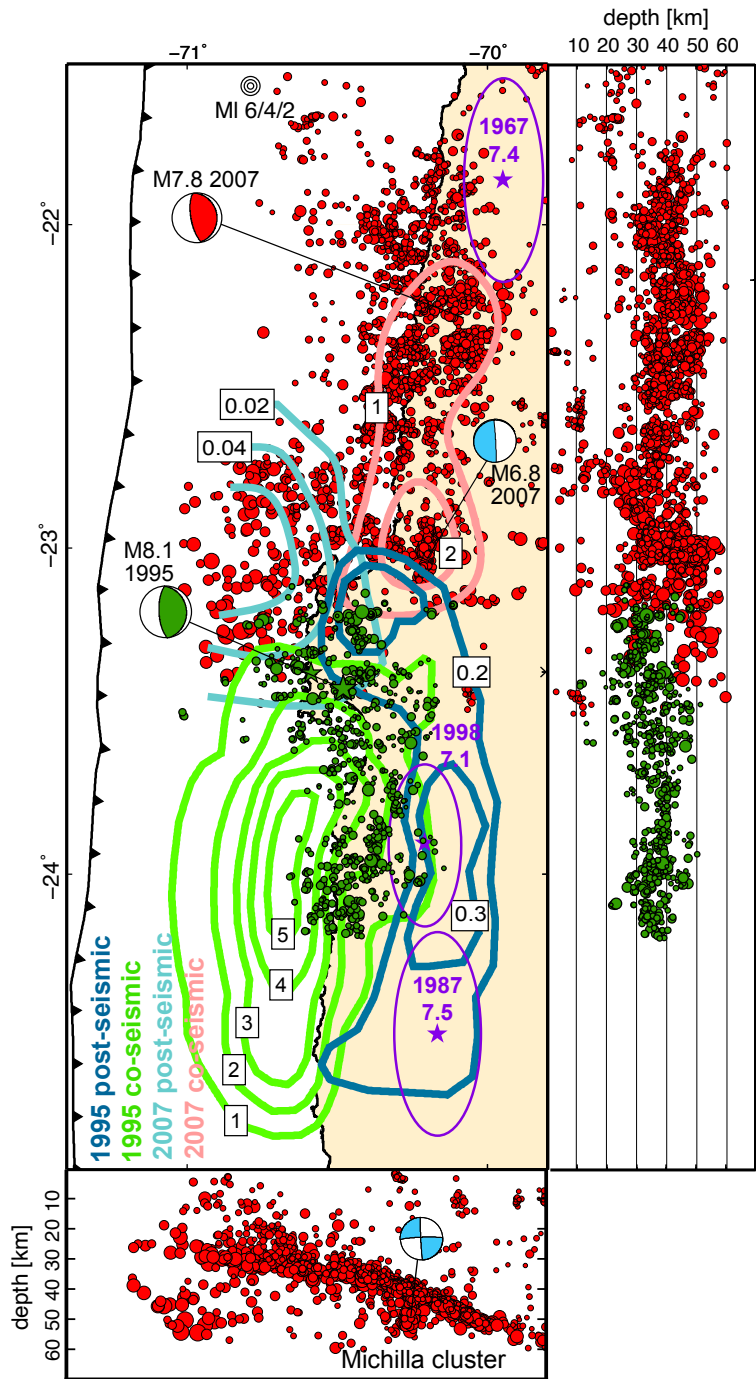 depth [km]
−71°
−70°
10 20 30 40 50 60
Ml 6/4/2
1967
7.4
M7.8 2007
−22°
0.02
1
0.04
M6.8
2007
−23°
2
M8.1
1995
0.2
1998
7.1
−24°
0.3
5
4
1987
7.5
3
2
1
1995 post-seismic
1995 co-seismic
2007 post-seismic
2007 co-seismic
depth [km]
10
20
30
40
50
60
Michilla cluster